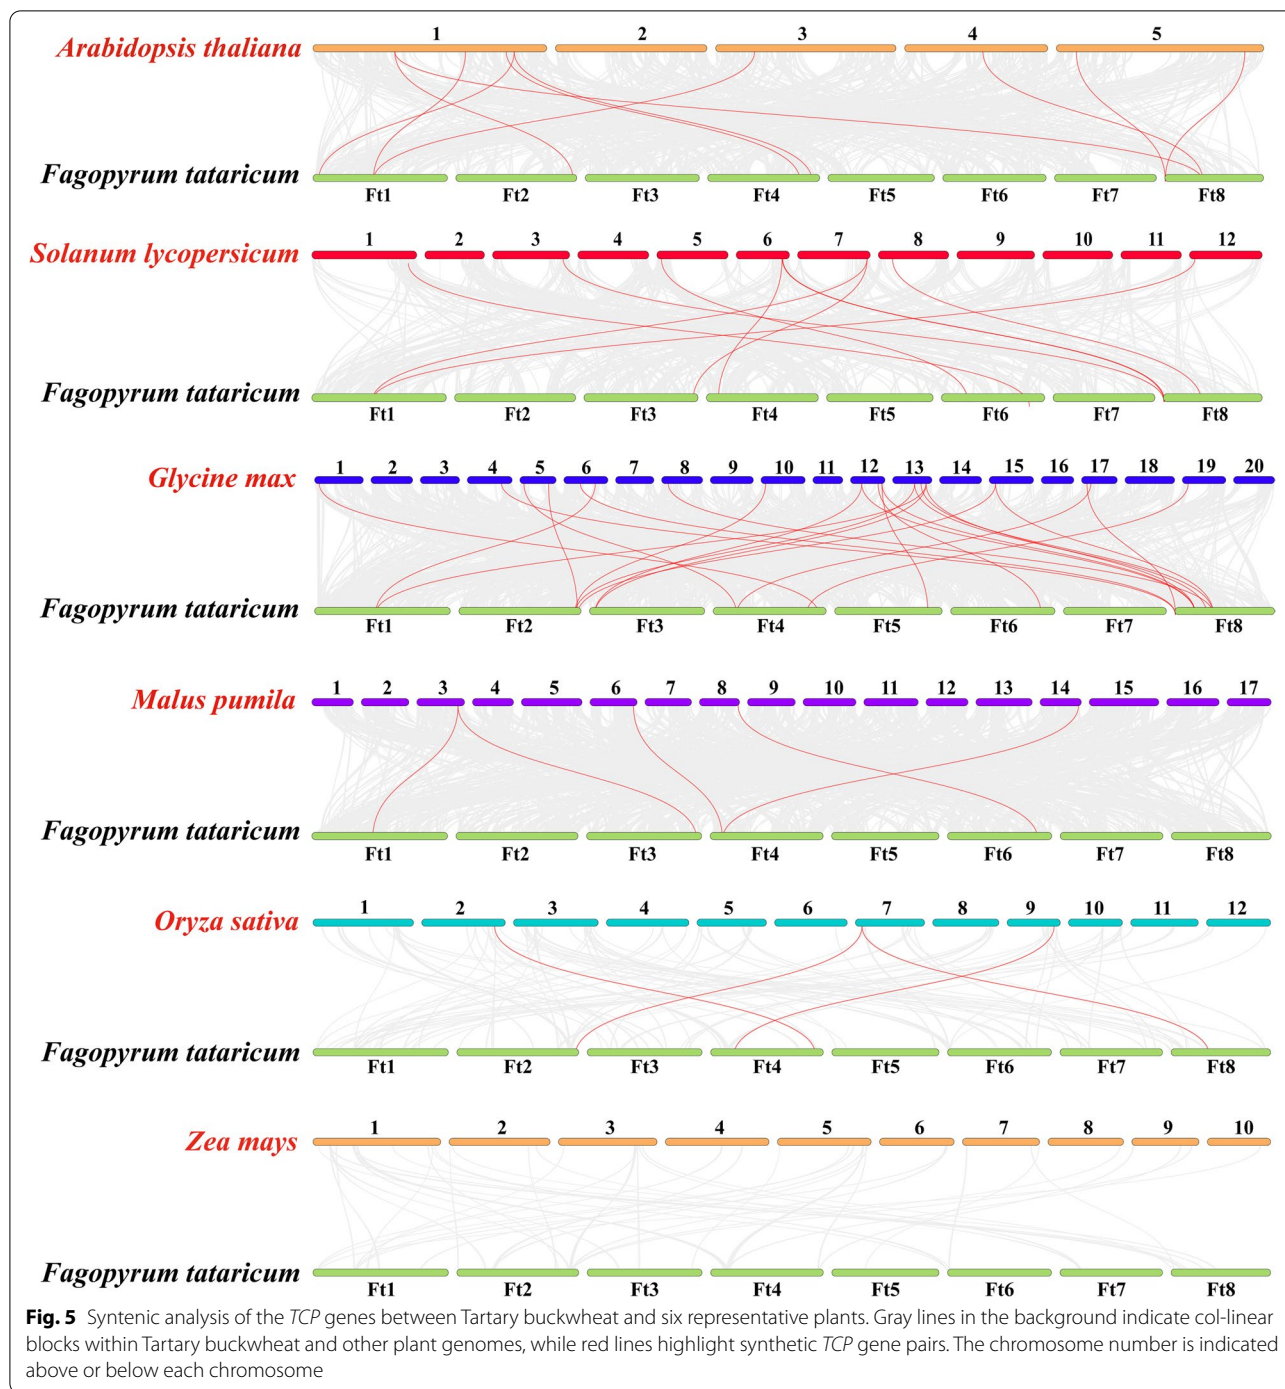 1 2 3 4 5
Arabidopsis thaliana
Fagopyrum tataricum
Ft1 Ft2 Ft3 Ft4 Ft5 Ft6 Ft7 Ft8
1 2 3 4 5 6 7 8 9 10 11 12
Solanum lycopersicum
Fagopyrum tataricum
Ft1 Ft2 Ft3 Ft4 Ft5 Ft6 Ft7 Ft8
1 2 3 4 5 6 7 8 9 10 11 12 13 14 15 16 17 18 19 20
Glycine max
Fagopyrum tataricum
Ft1 Ft2 Ft3 Ft4 Ft5 Ft6 Ft7 Ft8
1 2 3 4 5 6 7 8 9 10 11 12 13 14 15 16 17
Malus pumila
Fagopyrum tataricum
Ft1 Ft2 Ft3 Ft4 Ft5 Ft6 Ft7 Ft8
1 2 3 4 5 6 7 8 9 10 11 12
Oryza sativa
Fagopyrum tataricum
Ft1 Ft2 Ft3 Ft4 Ft5 Ft6 Ft7 Ft8
1 2 3 4 5 6 7 8 9 10
Zea mays
Fagopyrum tataricum
Ft1 Ft2 Ft3 Ft4 Ft5 Ft6 Ft7 Ft8
Fig. 5 Syntenic analysis of the TCP genes between Tartary buckwheat and six representative plants. Gray lines in the background indicate col-linear
blocks within Tartary buckwheat and other plant genomes, while red lines highlight synthetic TCP gene pairs. The chromosome number is indicated
above or below each chromosome